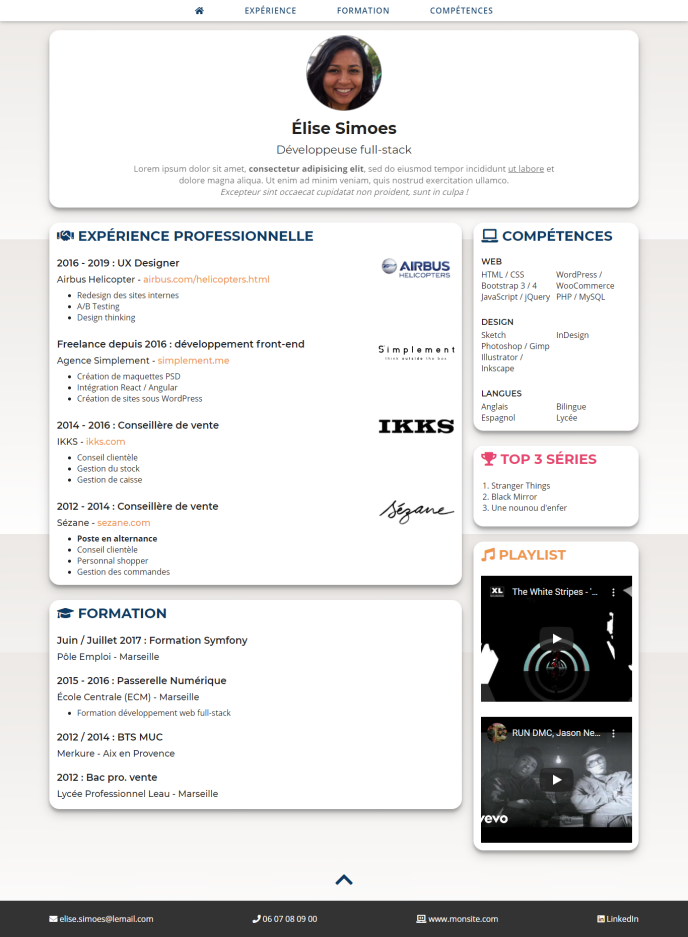 EXPÉRIENCE
FORMATION
COMPÉTENCES
Élise Simoes
Développeuse full-stack
Lorem ipsum dolor sit amet, consectetur adipisicing elit, sed do eiusmod tempor incididunt ut labore et
dolore magna aliqua. Ut enim ad minim veniam, quis nostrud exercitation ullamco.
Excepteur sint occaecat cupidatat non proident, sunt in culpa !
EXPÉRIENCE PROFESSIONNELLE
2016 - 2019 : UX Designer
Airbus Helicopter - airbus.com/helicopters.html
• Redesign des sites internes
• A/B Testing
• Design thinking
AIRBUS
HELICOPTERS
Freelance depuis 2016 : développement front-end
Agence Simplement - simplement.me
• Création de maquettes PSD
• Intégration React / Angular
• Création de sites sous WordPress
Simplement
think outside the box
2014 - 2016 : Conseillère de vente
IKKS - ikks.com
• Conseil clientèle
• Gestion du stock
• Gestion de caisse
IKKS
2012 - 2014 : Conseillère de vente
Sézane - sezane.com
• Poste en alternance
• Conseil clientèle
• Personnal shopper
• Gestion des commandes
Sézane
FORMATION
Juin / Juillet 2017 : Formation Symfony
Pôle Emploi - Marseille
2015 - 2016 : Passerelle Numérique
École Centrale (ECM) - Marseille
• Formation développement web full-stack
2012 / 2014 : BTS MUC
Merkure - Aix en Provence
2012 : Bac pro. vente
Lycée Professionnel Leau - Marseille
COMPÉTENCES
WEB
HTML / CSS
Bootstrap 3 / 4
JavaScript / jQuery
WordPress /
WooCommerce
PHP / MySQL
DESIGN
Sketch
Photoshop / Gimp
Illustrator /
Inkscape
InDesign
LANGUES
Anglais
Espagnol
Bilingue
Lycée
TOP 3 SÉRIES
1. Stranger Things
2. Black Mirror
3. Une nounou d'enfer
PLAYLIST
XL
The White Stripes - '...
RUN DMC, Jason Ne...
vevo
elise.simoes@lemail.com
06 07 08 09 00
www.monsite.com
LinkedIn